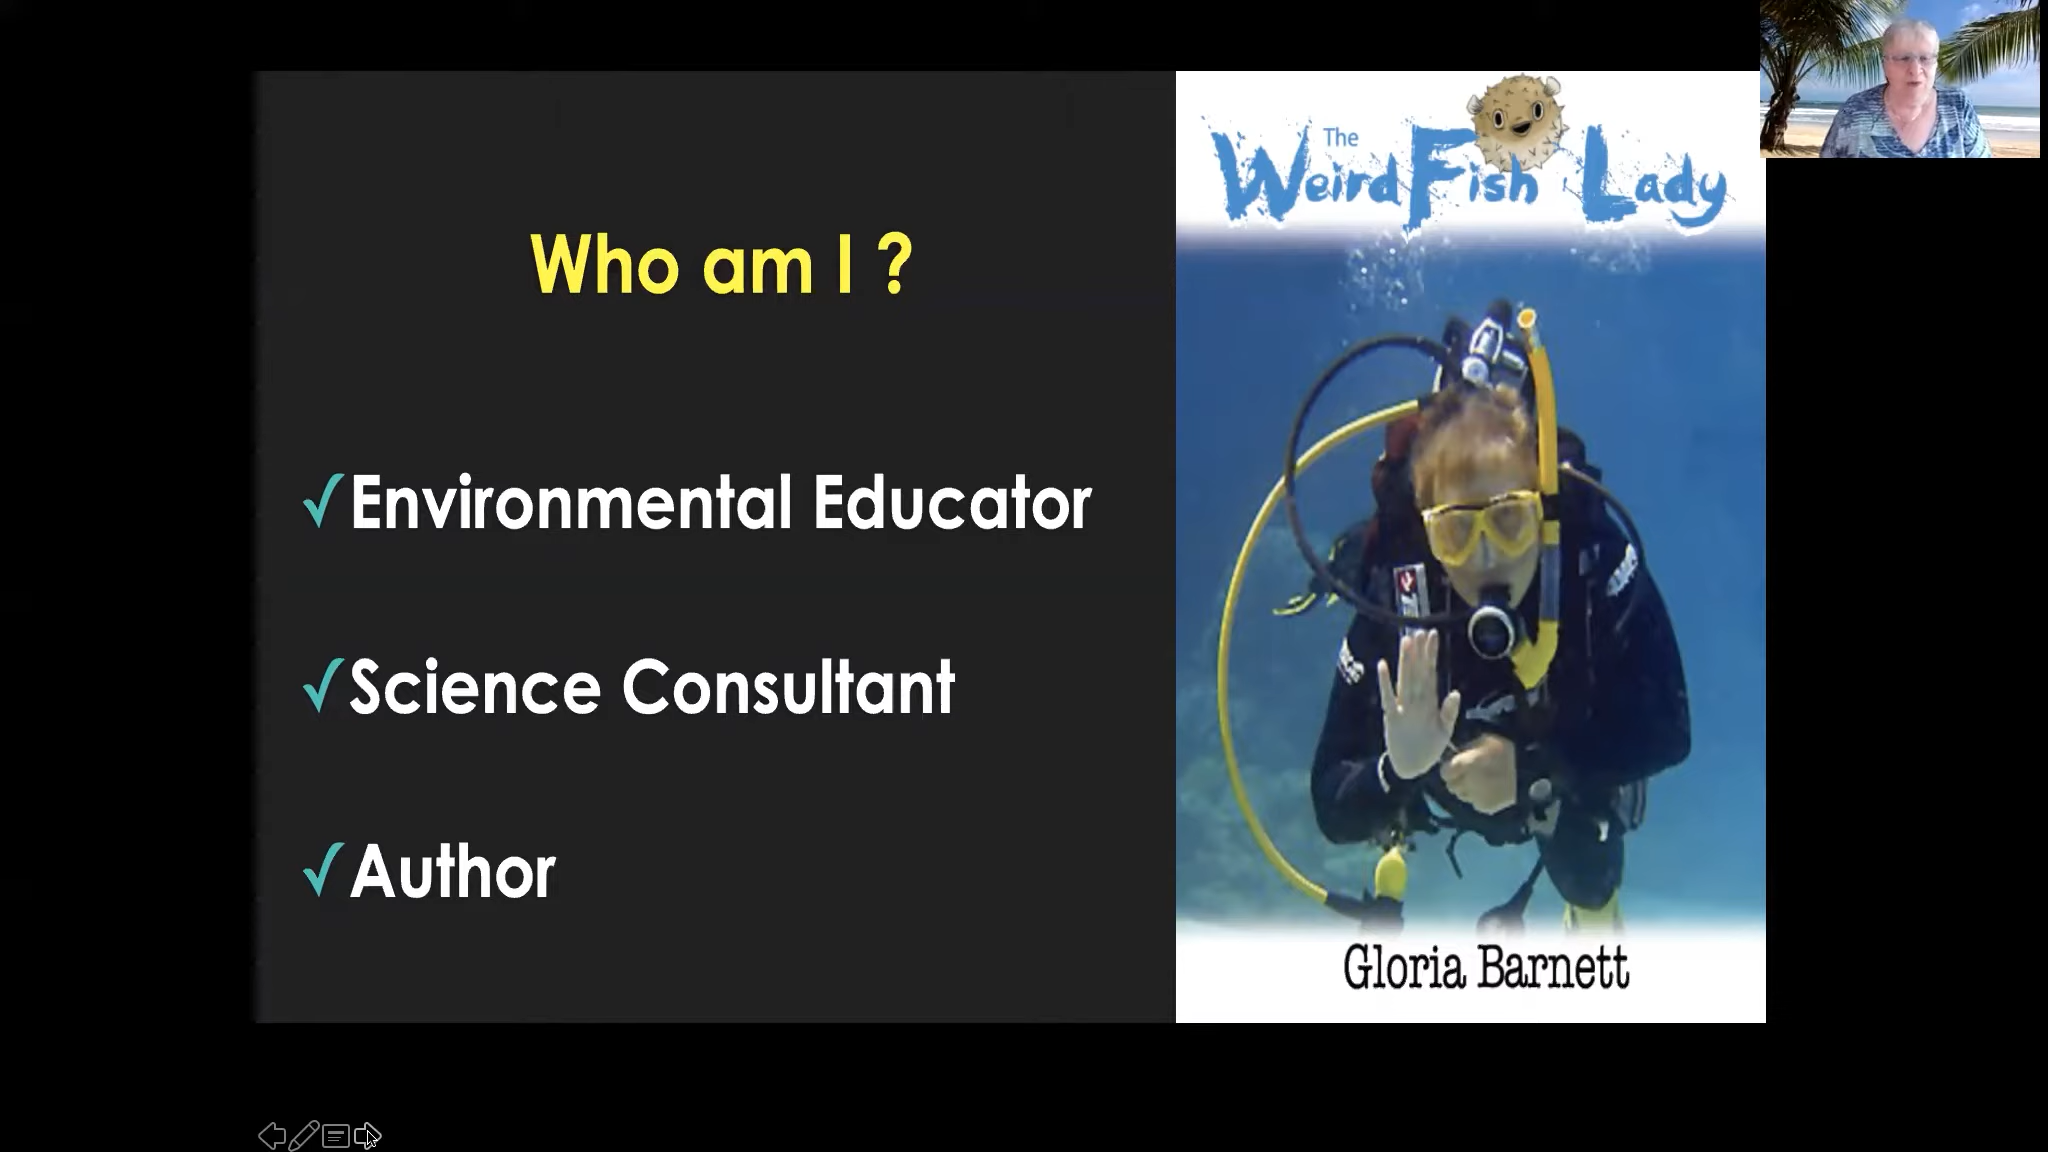 Who am I ?
✓Environmental Educator
✓Science Consultant
✓Author
The
Weird Fish Lady
Gloria Barnett